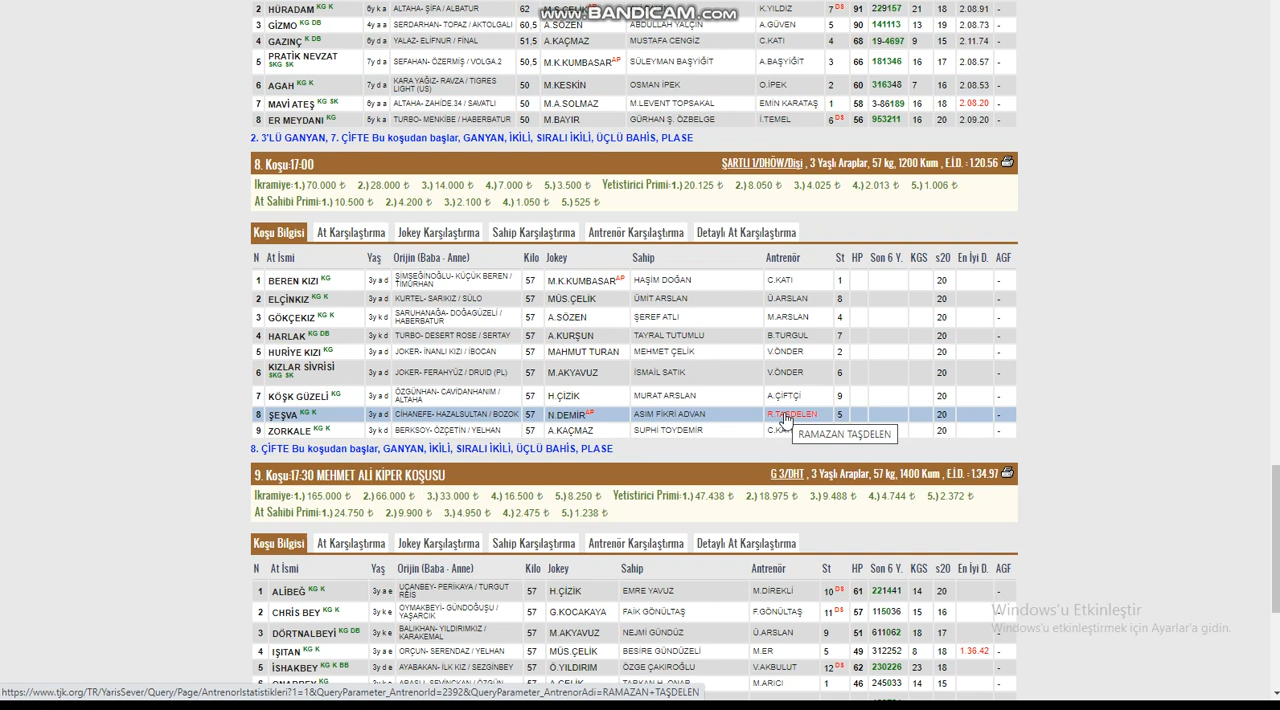 www.BANDICAM.com
2 HÜRADAM KG K 6y k a ALTAHA- ŞİFA / ALBATUR 62 K.YILDIZ 7 DS 91 229157 21 18 2.08.91 -
3 GİZMO KG DB 4y a a SERDARHAN- TOPAZ / AKTOLGALI 60,5 A.SÖZEN ABDULLAH YALÇIN A.GÜVEN 5 90 141113 13 19 2.08.73 -
4 GAZINÇ K DB 6y d a YALAZ- ELİFNUR / FİNAL 51,5 A.KAÇMAZ MUSTAFA CENGİZ C.KATI 4 68 19-4697 9 15 2.11.74 -
5 PRATİK NEVZAT SKG SK 7y d a SEFAHAN- ÖZERMİŞ / VOLGA.2 50,5 M.K.KUMBASAR AP SÜLEYMAN BAŞYİĞİT A.BAŞYİĞİT 3 66 181346 16 17 2.08.57 -
6 AGAH KG K 7y d a KARA YAĞIZ- RAVZA / TIGRES LIGHT (US) 50 M.KESKİN OSMAN İPEK O.İPEK 2 60 316348 7 16 2.08.53 -
7 MAVİ ATEŞ KG SK 8y a a ALTAHA- ZAHİDE.34 / SAVATLI 50 M.A.SOLMAZ M.LEVENT TOPSAKAL EMİN KARATAŞ 1 58 3-86189 16 18 2.08.20 -
8 ER MEYDANI KG 5y k a TURBO- MENKİBE / HABERBATUR 50 M.BAYIR GÜRHAN Ş. ÖZBELGE İ.TEMEL 6 DS 56 953211 16 20 2.09.20 -
2. 3'LÜ GANYAN, 7. ÇİFTE Bu koşudan başlar, GANYAN, İKİLİ, SIRALI İKİLİ, ÜÇLÜ BAHİS, PLASE
8. Koşu:17:00 ŞARTLI 1/DHÖW/Dişi , 3 Yaşlı Araplar, 57 kg, 1200 Kum , E.İ.D. : 1.20.56
İkramiye:1.) 70.000 ₺ 2.) 28.000 ₺ 3.) 14.000 ₺ 4.) 7.000 ₺ 5.) 3.500 ₺ Yetistirici Primi:1.) 20.125 ₺ 2.) 8.050 ₺ 3.) 4.025 ₺ 4.) 2.013 ₺ 5.) 1.006 ₺
At Sahibi Primi:1.) 10.500 ₺ 2.) 4.200 ₺ 3.) 2.100 ₺ 4.) 1.050 ₺ 5.) 525 ₺
Koşu Bilgisi At Karşılaştırma Jokey Karşılaştırma Sahip Karşılaştırma Antrenör Karşılaştırma Detaylı At Karşılaştırma
N At İsmi Yaş Orijin (Baba - Anne) Kilo Jokey Sahip Antrenör St HP Son 6 Y. KGS s20 En İyi D. AGF
1 BEREN KIZI KG 3y a d ŞİMŞEĞİNOĞLU- KÜÇÜK BEREN / TİMURHAN 57 M.K.KUMBASAR AP HAŞİM DOĞAN C.KATI 1 20 -
2 ELÇİNKIZ KG K 3y a d KURTEL- SARIKIZ / SÜLO 57 MÜS.ÇELİK ÜMİT ARSLAN Ü.ARSLAN 8 20 -
3 GÖKÇEKIZ KG K 3y k d SARUHANAĞA- DOĞAGÜZELİ / HABERBATUR 57 A.SÖZEN ŞEREF ATLI M.ARSLAN 4 20 -
4 HARLAK KG DB 3y k d TURBO- DESERT ROSE / SERTAY 57 A.KURŞUN TAYRAL TUTUMLU B.TURGUL 7 20 -
5 HURİYE KIZI KG 3y a d JOKER- İNANLI KIZI / İBOCAN 57 MAHMUT TURAN MEHMET ÇELİK V.ÖNDER 2 20 -
6 KIZLAR SİVRİSİ SKG SK 3y a d JOKER- FERAHYÜZ / DRUID (PL) 57 M.AKYAVUZ İSMAİL SATIK V.ÖNDER 6 20 -
7 KÖŞK GÜZELİ KG 3y a d ÖZGÜNHAN- CAVİDANHANIM / ALTAHA 57 H.ÇİZİK MURAT ARSLAN A.ÇİFTÇİ 9 20 -
8 ŞEŞVA KG K 3y a d CİHANEFE- HAZALSULTAN / BOZOK 57 N.DEMİR AP ASIM FİKRİ ADVAN R.TAŞDELEN 5 20 -
9 ZORKALE KG 3y k d BERKSOY- ÖZÇETİN / YELHAN 57 A.KAÇMAZ SUPHİ TOYDEMİR 20 -
RAMAZAN TAŞDELEN
8. ÇİFTE Bu koşudan başlar, GANYAN, İKİLİ, SIRALI İKİLİ, ÜÇLÜ BAHİS, PLASE
9. Koşu:17:30 MEHMET ALİ KİPER KOŞUSU G 3/DHT , 3 Yaşlı Araplar, 57 kg, 1400 Kum , E.İ.D. : 1.34.97
İkramiye:1.) 165.000 ₺ 2.) 66.000 ₺ 3.) 33.000 ₺ 4.) 16.500 ₺ 5.) 8.250 ₺ Yetistirici Primi:1.) 47.438 ₺ 2.) 18.975 ₺ 3.) 9.488 ₺ 4.) 4.744 ₺ 5.) 2.372 ₺
At Sahibi Primi:1.) 24.750 ₺ 2.) 9.900 ₺ 3.) 4.950 ₺ 4.) 2.475 ₺ 5.) 1.238 ₺
Koşu Bilgisi At Karşılaştırma Jokey Karşılaştırma Sahip Karşılaştırma Antrenör Karşılaştırma Detaylı At Karşılaştırma
N At İsmi Yaş Orijin (Baba - Anne) Kilo Jokey Sahip Antrenör St HP Son 6 Y. KGS s20 En İyi D. AGF
1 ALİBEĞ KG K 3y a e UÇANBEY- PERİKAYA / TURGUT REİS 57 H.ÇİZİK EMRE YAVUZ M.DİREKLİ 10 DS 61 221441 14 20 -
2 CHRİS BEY KG K 3y a e OYMAKBEYİ- GÜNDOĞUŞU / YAŞARCIK 57 G.KOCAKAYA FAİK GÖNÜLTAŞ F.GÖNÜLTAŞ 11 DS 57 115036 15 16 -
3 DÖRTNALBEYİ KG DB 3y k e BALIKHAN- YILDIRIMKIZ / KARAKEMAL 57 M.AKYAVUZ NEJMİ GÜNDÜZ Ü.ARSLAN 9 51 611062 18 17 -
4 IŞITAN KG K 3y a e ORÇUN- SERENDAZ / YELHAN 57 MÜS.ÇELİK BESİRE GÜNDÜZELİ M.ER 5 49 312252 8 18 1.36.42 -
5 İSHAKBEY KG K BB 3y d e AYABAKAN- İLK KIZ / SEZGİNBEY 57 Ö.YILDIRIM ÖZGE ÇAKIROĞLU V.AKBULUT 12 DS 62 230226 23 18 -
57 A.ÇELİK TARKAN H. ONAR M.ARICI 1 46 245033 14 15 -
Windows'u Etkinleştir
Windows'u etkinleştirmek için Ayarlar'a gidin.
https://www.tjk.org/TR/YarisSever/Query/Page/AntrenorIstatistikleri?1=1&QueryParameter_AntrenorId=2392&QueryParameter_AntrenorAdi=RAMAZAN+TAŞDELEN